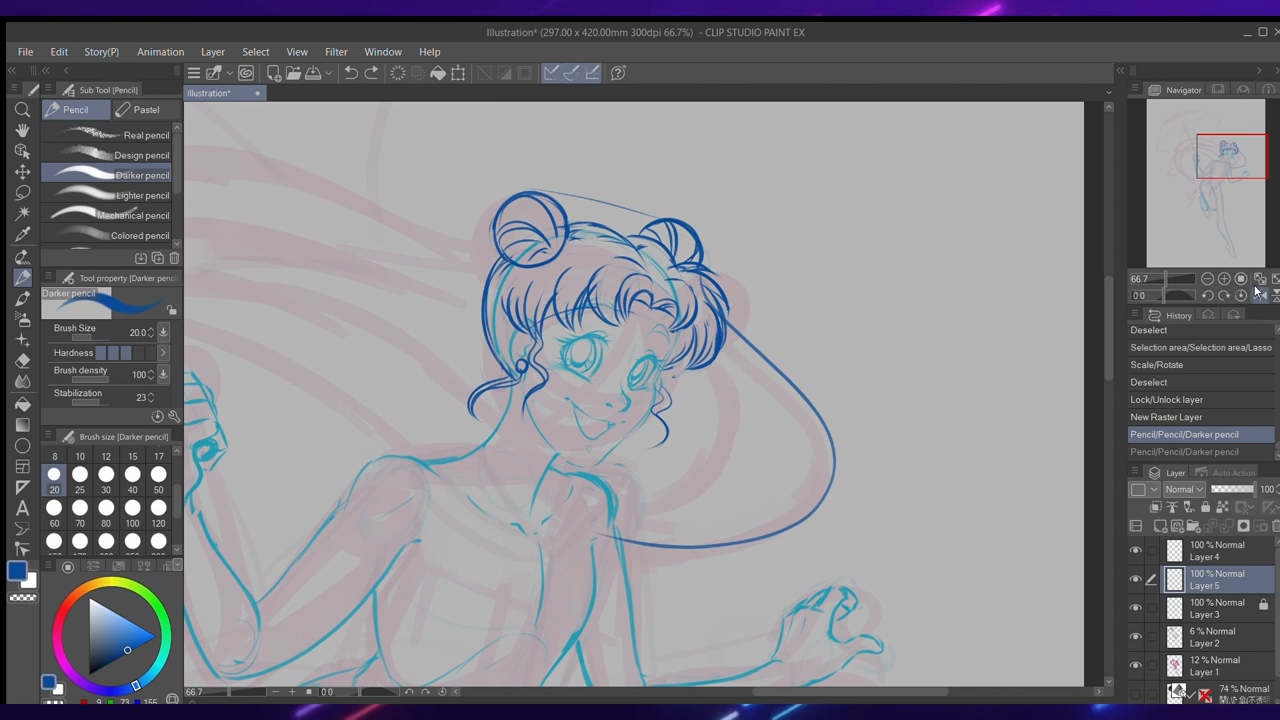 Illustration* (297.00 x 420.00mm 300dpi 66.7%) - CLIP STUDIO PAINT EX
File Edit Story(P) Animation Layer Select View Filter Window Help
Sub Tool [Pencil]
Illustration*
Navigator
Pencil Pastel
Real pencil
Design pencil
Darker pencil
Lighter pencil
Mechanical pencil
Colored pencil
Tool property [Darker penc
Darker pencil
Brush Size 20.0
Hardness
Brush density 100
Stabilization 23
Brush size [Darker pencil]
8 10 12 15 17
20 25 30 40 50
60 70 80 100 120
9 73 155
66.7 0 0
66.7
0 0
History
Deselect
Selection area/Selection area/Lasso
Scale/Rotate
Deselect
Lock/Unlock layer
New Raster Layer
Pencil/Pencil/Darker pencil
Pencil/Pencil/Darker pencil
Layer Auto Action
Normal 100
100 % Normal
Layer 4
100 % Normal
Layer 5
100 % Normal
Layer 3
6 % Normal
Layer 2
12 % Normal
Layer 1
74 % Normal